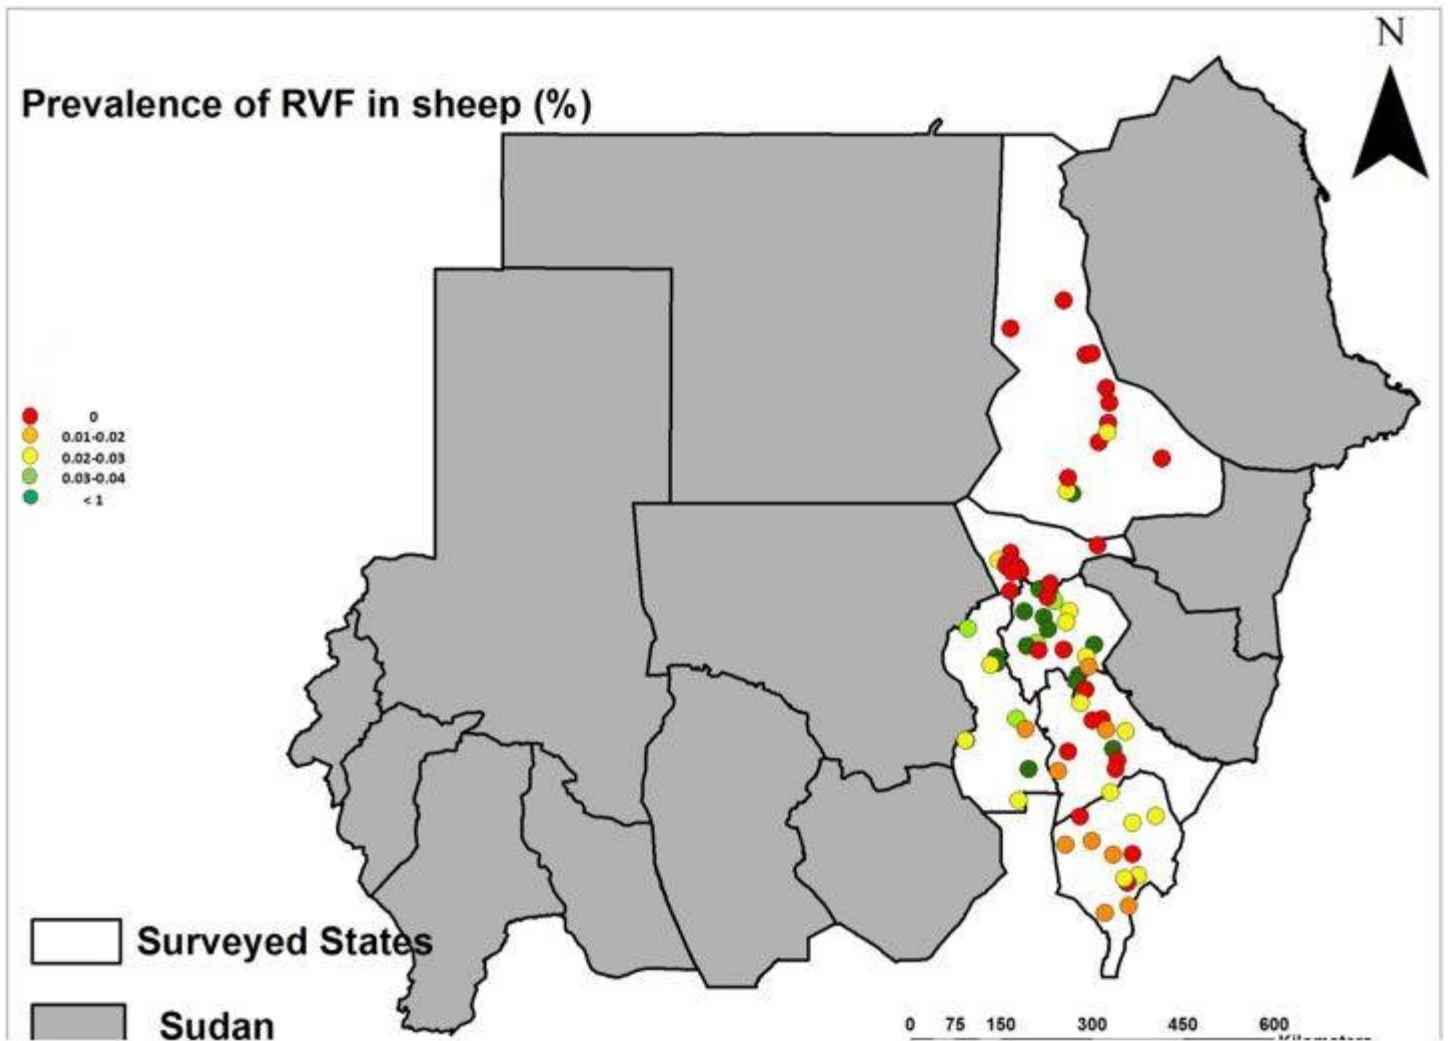 N
Prevalence of RVF in sheep (%)
0
0.01-0.02
0.02-0.03
0.03-0.04
< 1
Surveyed States
Sudan
0 75 150 300 450 600
Kilometers